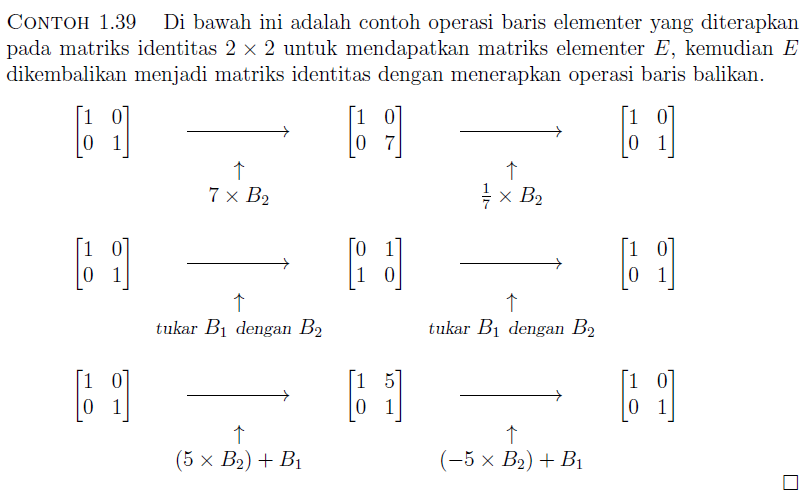 CONTOH 1.39 Di bawah ini adalah contoh operasi baris elementer yang diterapkan
pada matriks identitas 2 × 2 untuk mendapatkan matriks elementer E, kemudian E
dikembalikan menjadi matriks identitas dengan menerapkan operasi baris balikan.
[1 0] → [1 0] → [1 0]
[0 1] [0 7] [0 1]
↑ ↑
7 × B₂ 1/7 × B₂
[1 0] → [0 1] → [1 0]
[0 1] [1 0] [0 1]
↑ ↑
tukar B₁ dengan B₂ tukar B₁ dengan B₂
[1 0] → [1 5] → [1 0]
[0 1] [0 1] [0 1]
↑ ↑
(5 × B₂) + B₁ (−5 × B₂) + B₁
□